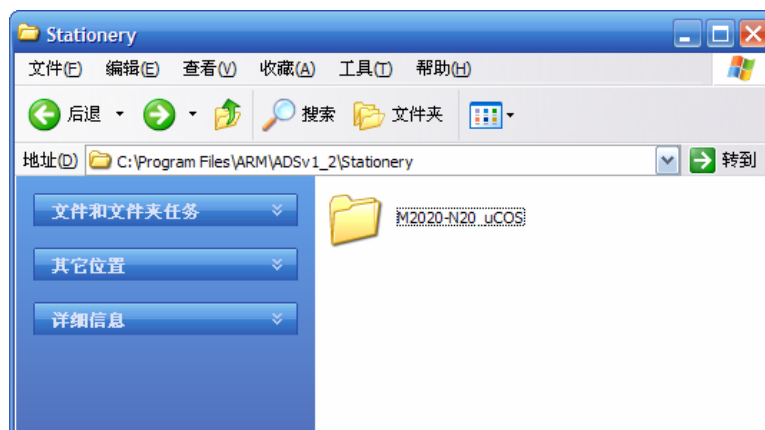 Stationery
文件(F) 编辑(E) 查看(V) 收藏(A) 工具(T) 帮助(H)
后退 搜索 文件夹
地址(D) C:\Program Files\ARM\ADSv1_2\Stationery 转到
文件和文件夹任务
M2020-N20_uCOS
其它位置
详细信息